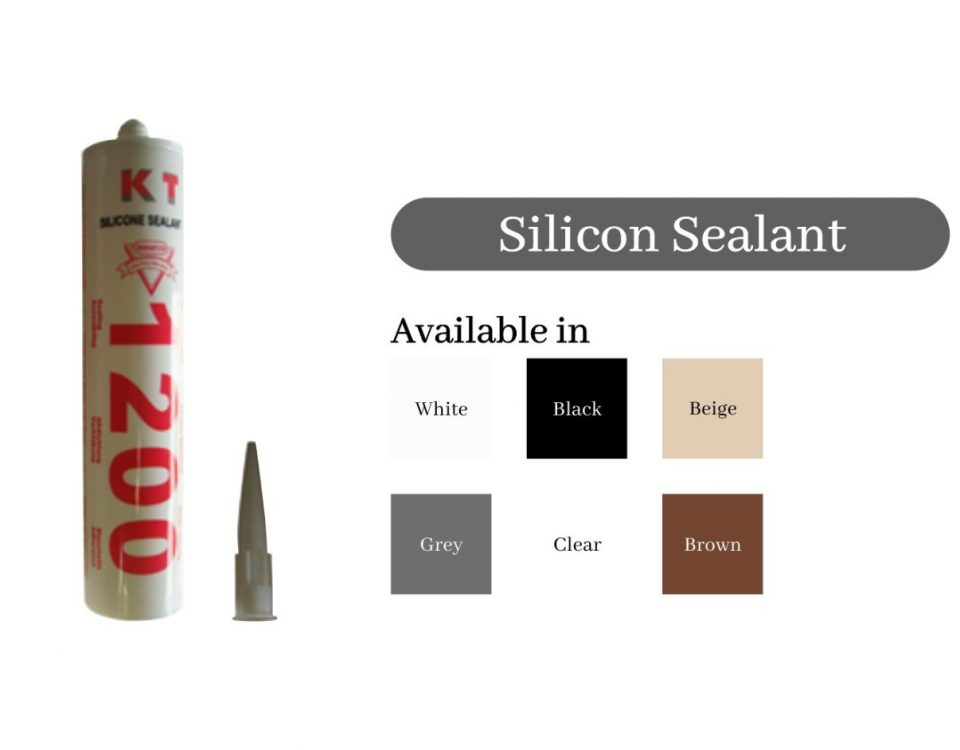 KT
SILICONE SEALANT
1200
Silicon Sealant
Available in
White
Black
Beige
Grey
Clear
Brown